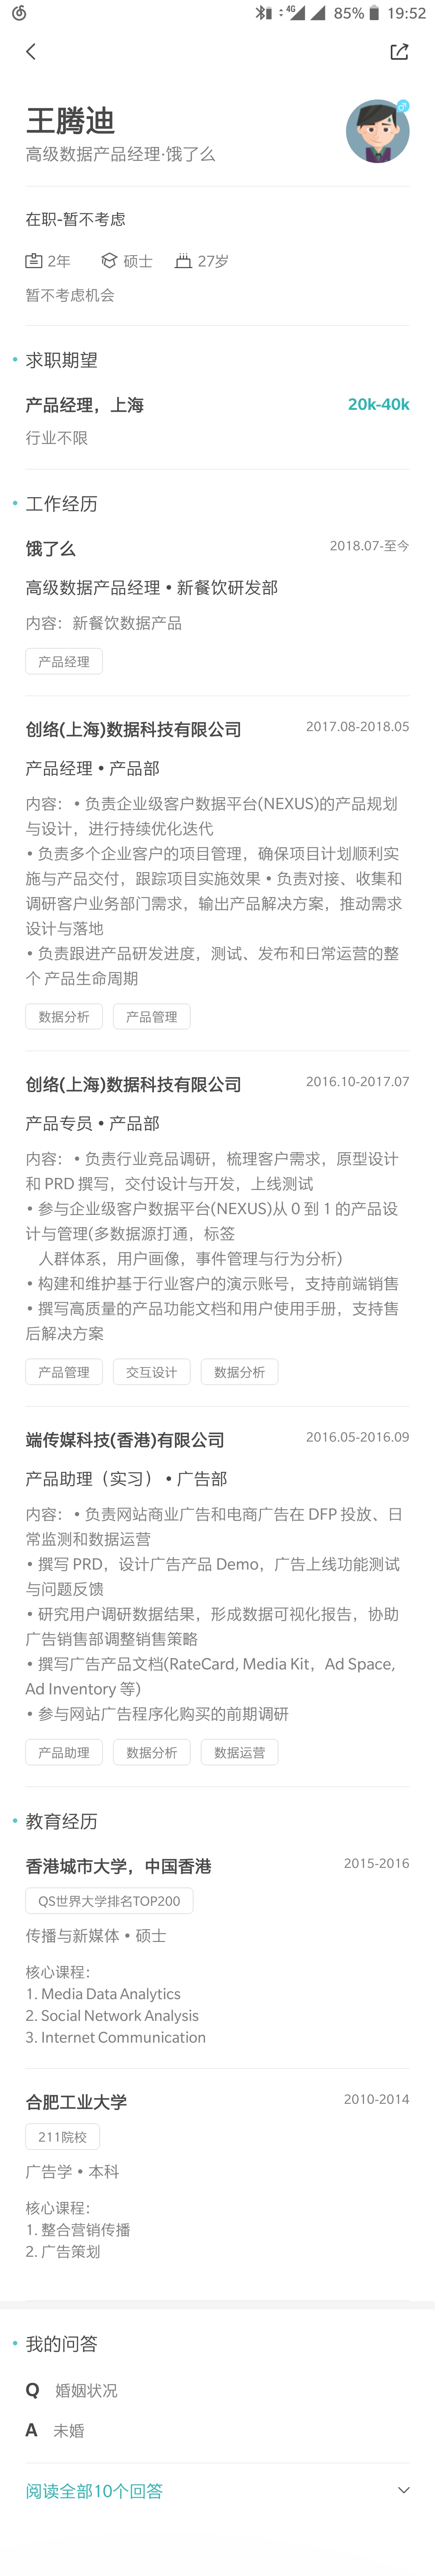 4G 85% 19:52
王腾迪
高级数据产品经理·饿了么
在职-暂不考虑
2年 硕士 27岁
暂不考虑机会
求职期望
产品经理，上海 20k-40k
行业不限
工作经历
饿了么 2018.07-至今
高级数据产品经理 • 新餐饮研发部
内容：新餐饮数据产品
产品经理
创络(上海)数据科技有限公司 2017.08-2018.05
产品经理 • 产品部
内容：• 负责企业级客户数据平台(NEXUS)的产品规划
与设计，进行持续优化迭代
• 负责多个企业客户的项目管理，确保项目计划顺利实
施与产品交付，跟踪项目实施效果 • 负责对接、收集和
调研客户业务部门需求，输出产品解决方案，推动需求
设计与落地
• 负责跟进产品研发进度，测试、发布和日常运营的整
个 产品生命周期
数据分析 产品管理
创络(上海)数据科技有限公司 2016.10-2017.07
产品专员 • 产品部
内容：• 负责行业竞品调研，梳理客户需求，原型设计
和 PRD 撰写，交付设计与开发，上线测试
• 参与企业级客户数据平台(NEXUS)从 0 到 1 的产品设
计与管理(多数据源打通，标签
人群体系，用户画像，事件管理与行为分析)
• 构建和维护基于行业客户的演示账号，支持前端销售
• 撰写高质量的产品功能文档和用户使用手册，支持售
后解决方案
产品管理 交互设计 数据分析
端传媒科技(香港)有限公司 2016.05-2016.09
产品助理（实习） • 广告部
内容：• 负责网站商业广告和电商广告在 DFP 投放、日
常监测和数据运营
• 撰写 PRD，设计广告产品 Demo，广告上线功能测试
与问题反馈
• 研究用户调研数据结果，形成数据可视化报告，协助
广告销售部调整销售策略
• 撰写广告产品文档(RateCard, Media Kit，Ad Space,
Ad Inventory 等)
• 参与网站广告程序化购买的前期调研
产品助理 数据分析 数据运营
教育经历
香港城市大学，中国香港 2015-2016
QS世界大学排名TOP200
传播与新媒体 • 硕士
核心课程：
1. Media Data Analytics
2. Social Network Analysis
3. Internet Communication
合肥工业大学 2010-2014
211院校
广告学 • 本科
核心课程：
1. 整合营销传播
2. 广告策划
我的问答
Q 婚姻状况
A 未婚
阅读全部10个回答